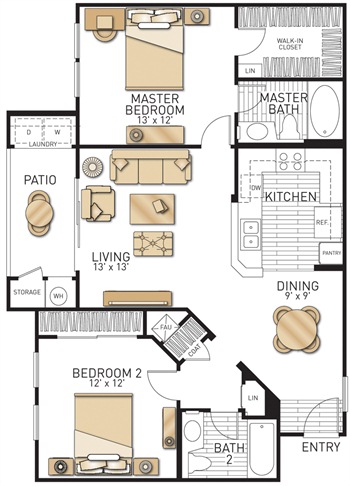 WALK-IN
CLOSET
LIN
MASTER
BEDROOM
13' x 12'
MASTER
BATH
D
W
LAUNDRY
PATIO
DW
KITCHEN
REF.
PANTRY
LIVING
13' x 13'
STORAGE
WH
DINING
9' x 9'
FAU
COAT
BEDROOM 2
12' x 12'
LIN
BATH
2
ENTRY